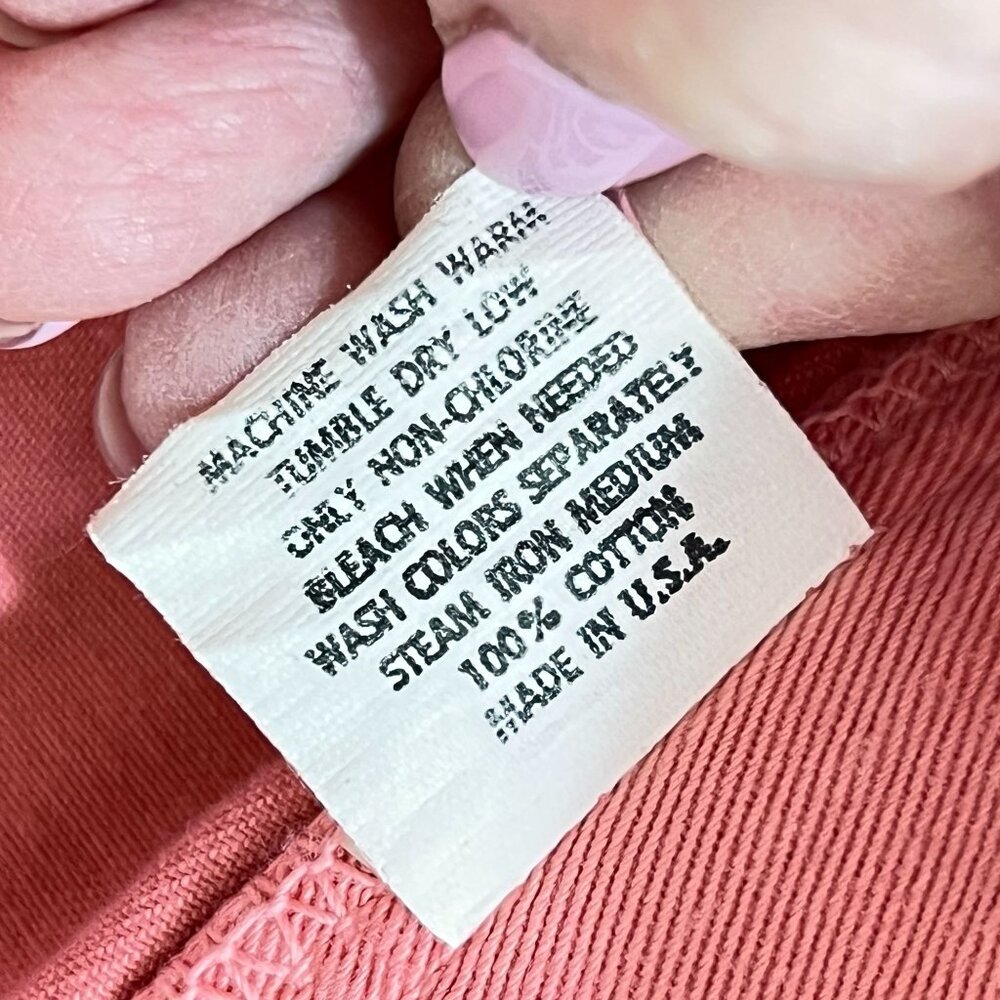 MACHINE WASH WARM
TUMBLE DRY LOW
ONLY NON-CHLORINE
BLEACH WHEN NEEDED
WASH COLORS SEPARATELY
STEAM IRON MEDIUM
100% COTTON
MADE IN U.S.A.